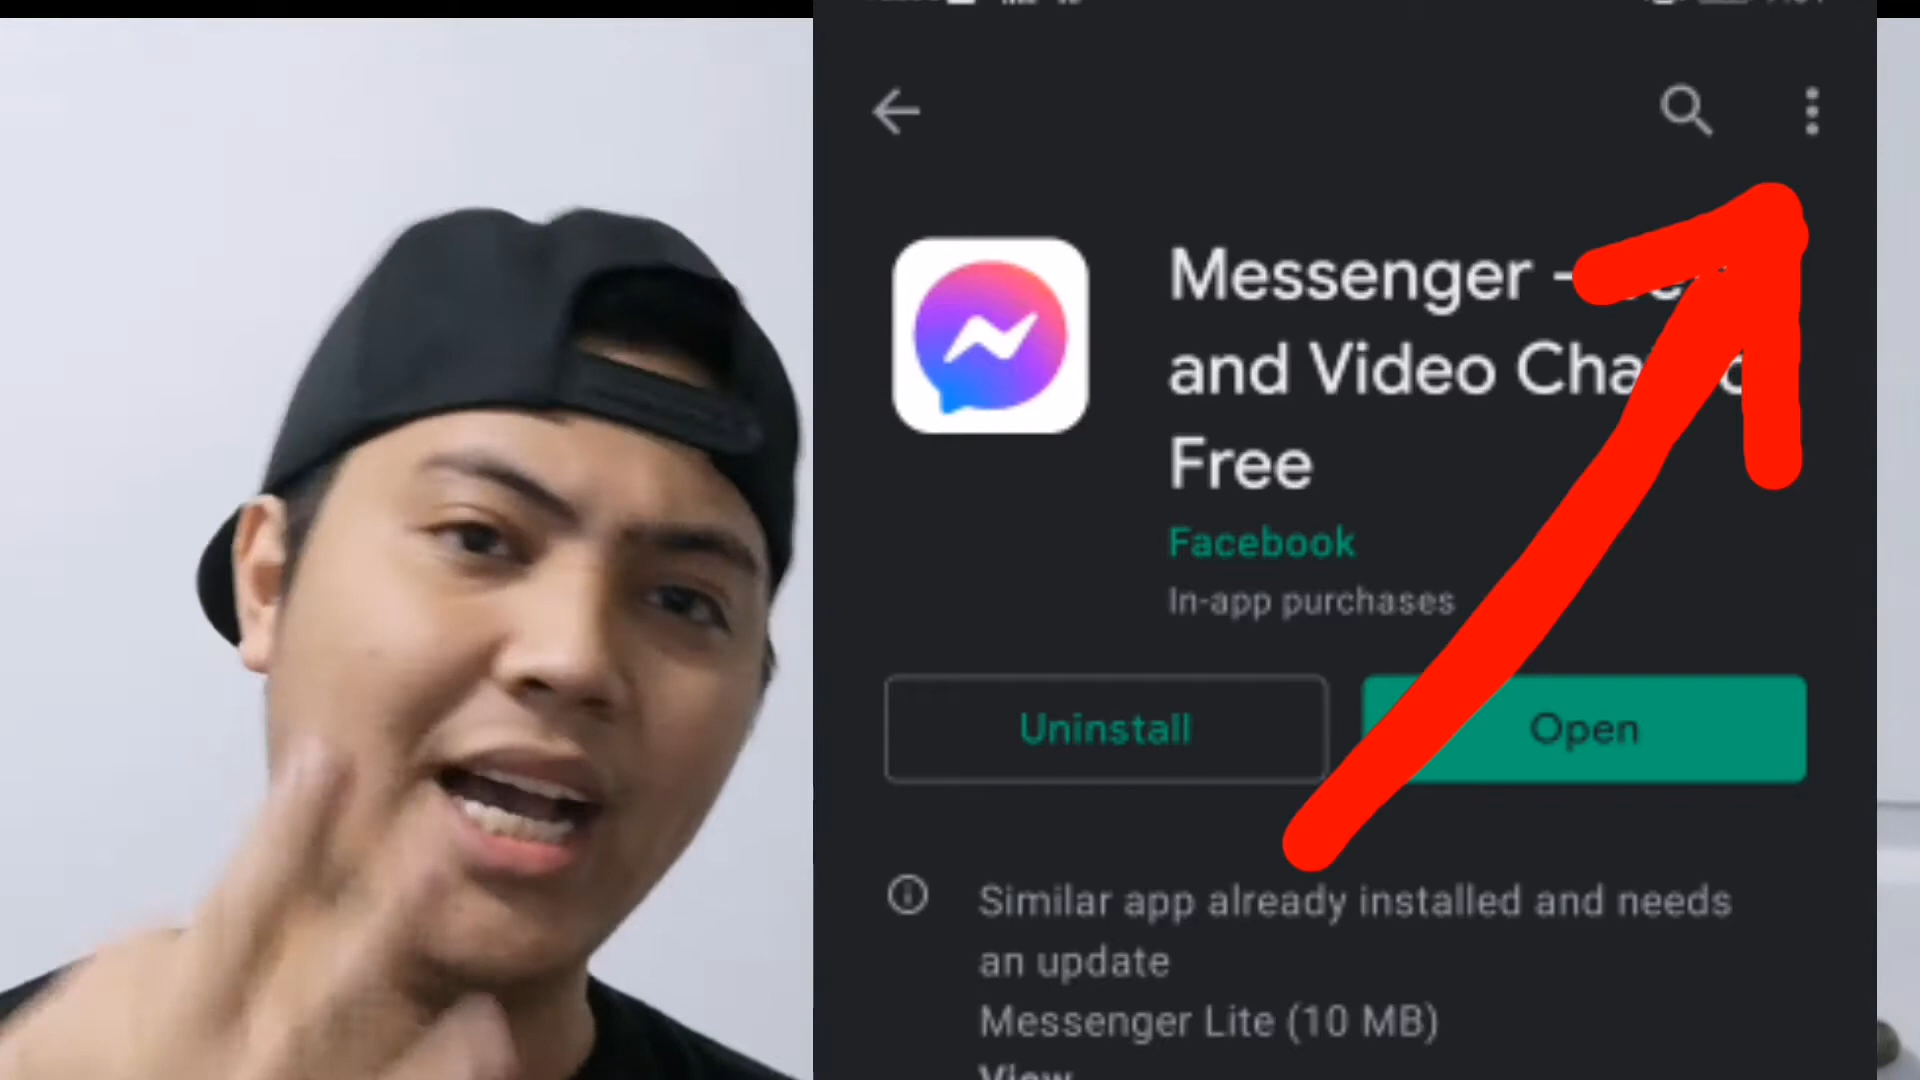 Messenger -
and Video Cha
Free
Facebook
In-app purchases
Uninstall
Open
Similar app already installed and needs
an update
Messenger Lite (10 MB)
View